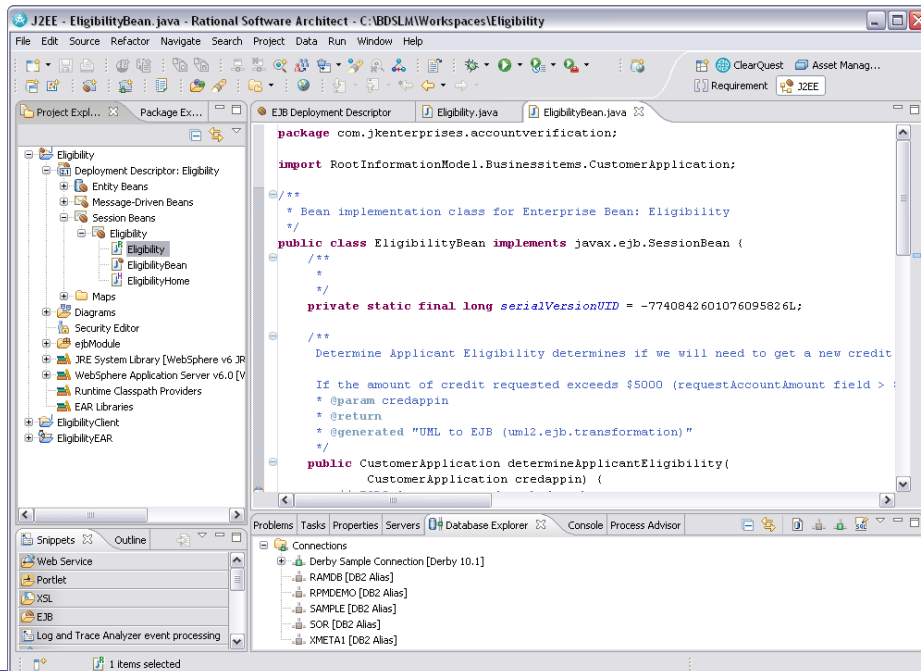 J2EE - EligibilityBean.java - Rational Software Architect - C:\BDSLM\Workspaces\Eligibility
File Edit Source Refactor Navigate Search Project Data Run Window Help
ClearQuest Asset Manag...
Requirement J2EE
Project Expl... Package Ex...
EJB Deployment Descriptor Eligibility.java EligibilityBean.java
Eligibility
Deployment Descriptor: Eligibility
Entity Beans
Message-Driven Beans
Session Beans
Eligibility
Eligibility
EligibilityBean
EligibilityHome
Maps
Diagrams
Security Editor
ejbModule
JRE System Library [WebSphere v6 JR
WebSphere Application Server v6.0 [V
Runtime Classpath Providers
EAR Libraries
EligibilityClient
EligibilityEAR
package com.jkenterprises.accountverification;
import RootInformationModel.Businessitems.CustomerApplication;
/**
* Bean implementation class for Enterprise Bean: Eligibility
*/
public class EligibilityBean implements javax.ejb.SessionBean {
/**
*
*/
private static final long serialVersionUID = -7740842601076095826L;
/**
Determine Applicant Eligibility determines if we will need to get a new credit
If the amount of credit requested exceeds $5000 (requestAccountAmount field >
* @param credappin
* @return
* @generated "UML to EJB (uml2.ejb.transformation)"
*/
public CustomerApplication determineApplicantEligibility(
CustomerApplication credappin) {
Snippets Outline
Web Service
Portlet
XSL
EJB
Log and Trace Analyzer event processing
Problems Tasks Properties Servers Database Explorer Console Process Advisor
Connections
Derby Sample Connection [Derby 10.1]
RAMDB [DB2 Alias]
RPMDEMO [DB2 Alias]
SAMPLE [DB2 Alias]
SOR [DB2 Alias]
XMETA1 [DB2 Alias]
1 items selected